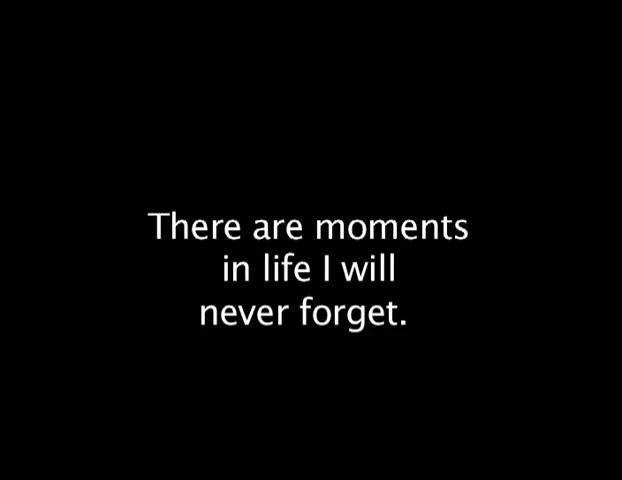 There are moments
in life I will
never forget.